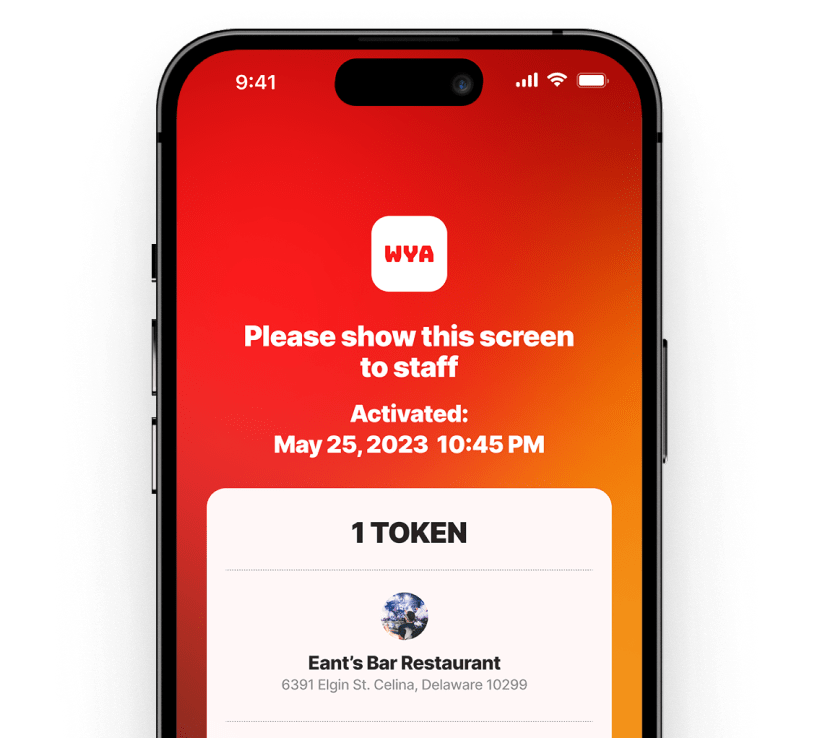 9:41
WYA
Please show this screen
to staff
Activated:
May 25, 2023 10:45 PM
1 TOKEN
Eant's Bar Restaurant
6391 Elgin St. Celina, Delaware 10299